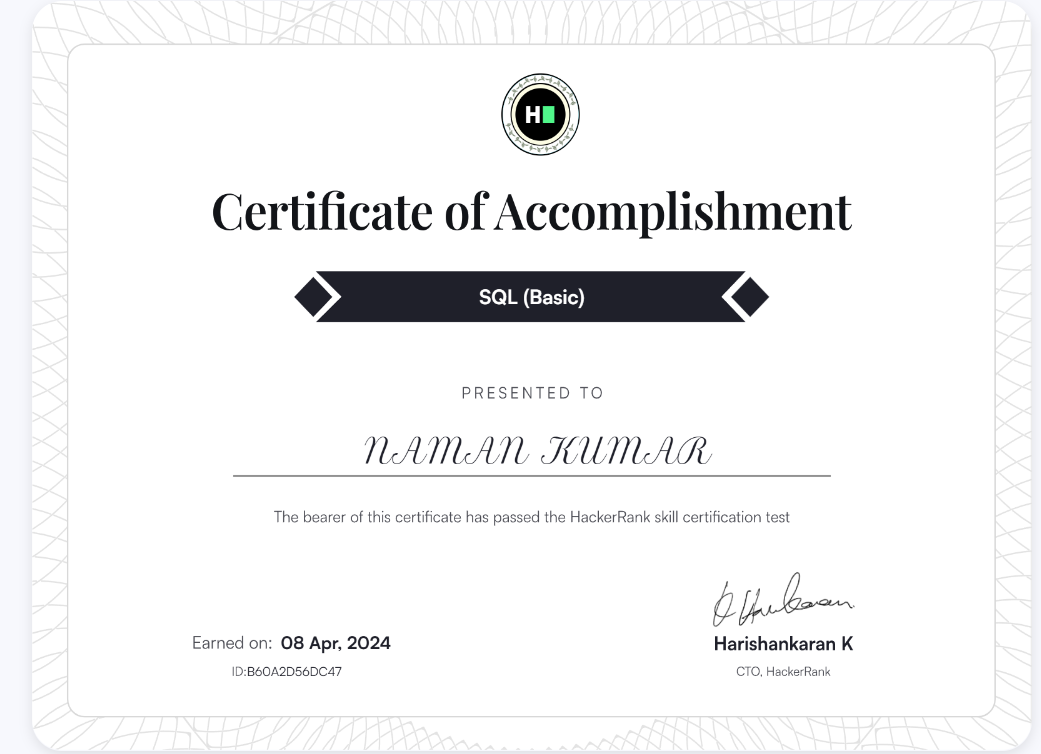 H
Certificate of Accomplishment
SQL (Basic)
PRESENTED TO
NAMAN KUMAR
The bearer of this certificate has passed the HackerRank skill certification test
Earned on: 08 Apr, 2024
ID:B60A2D56DC47
Harishankaran K
CTO, HackerRank